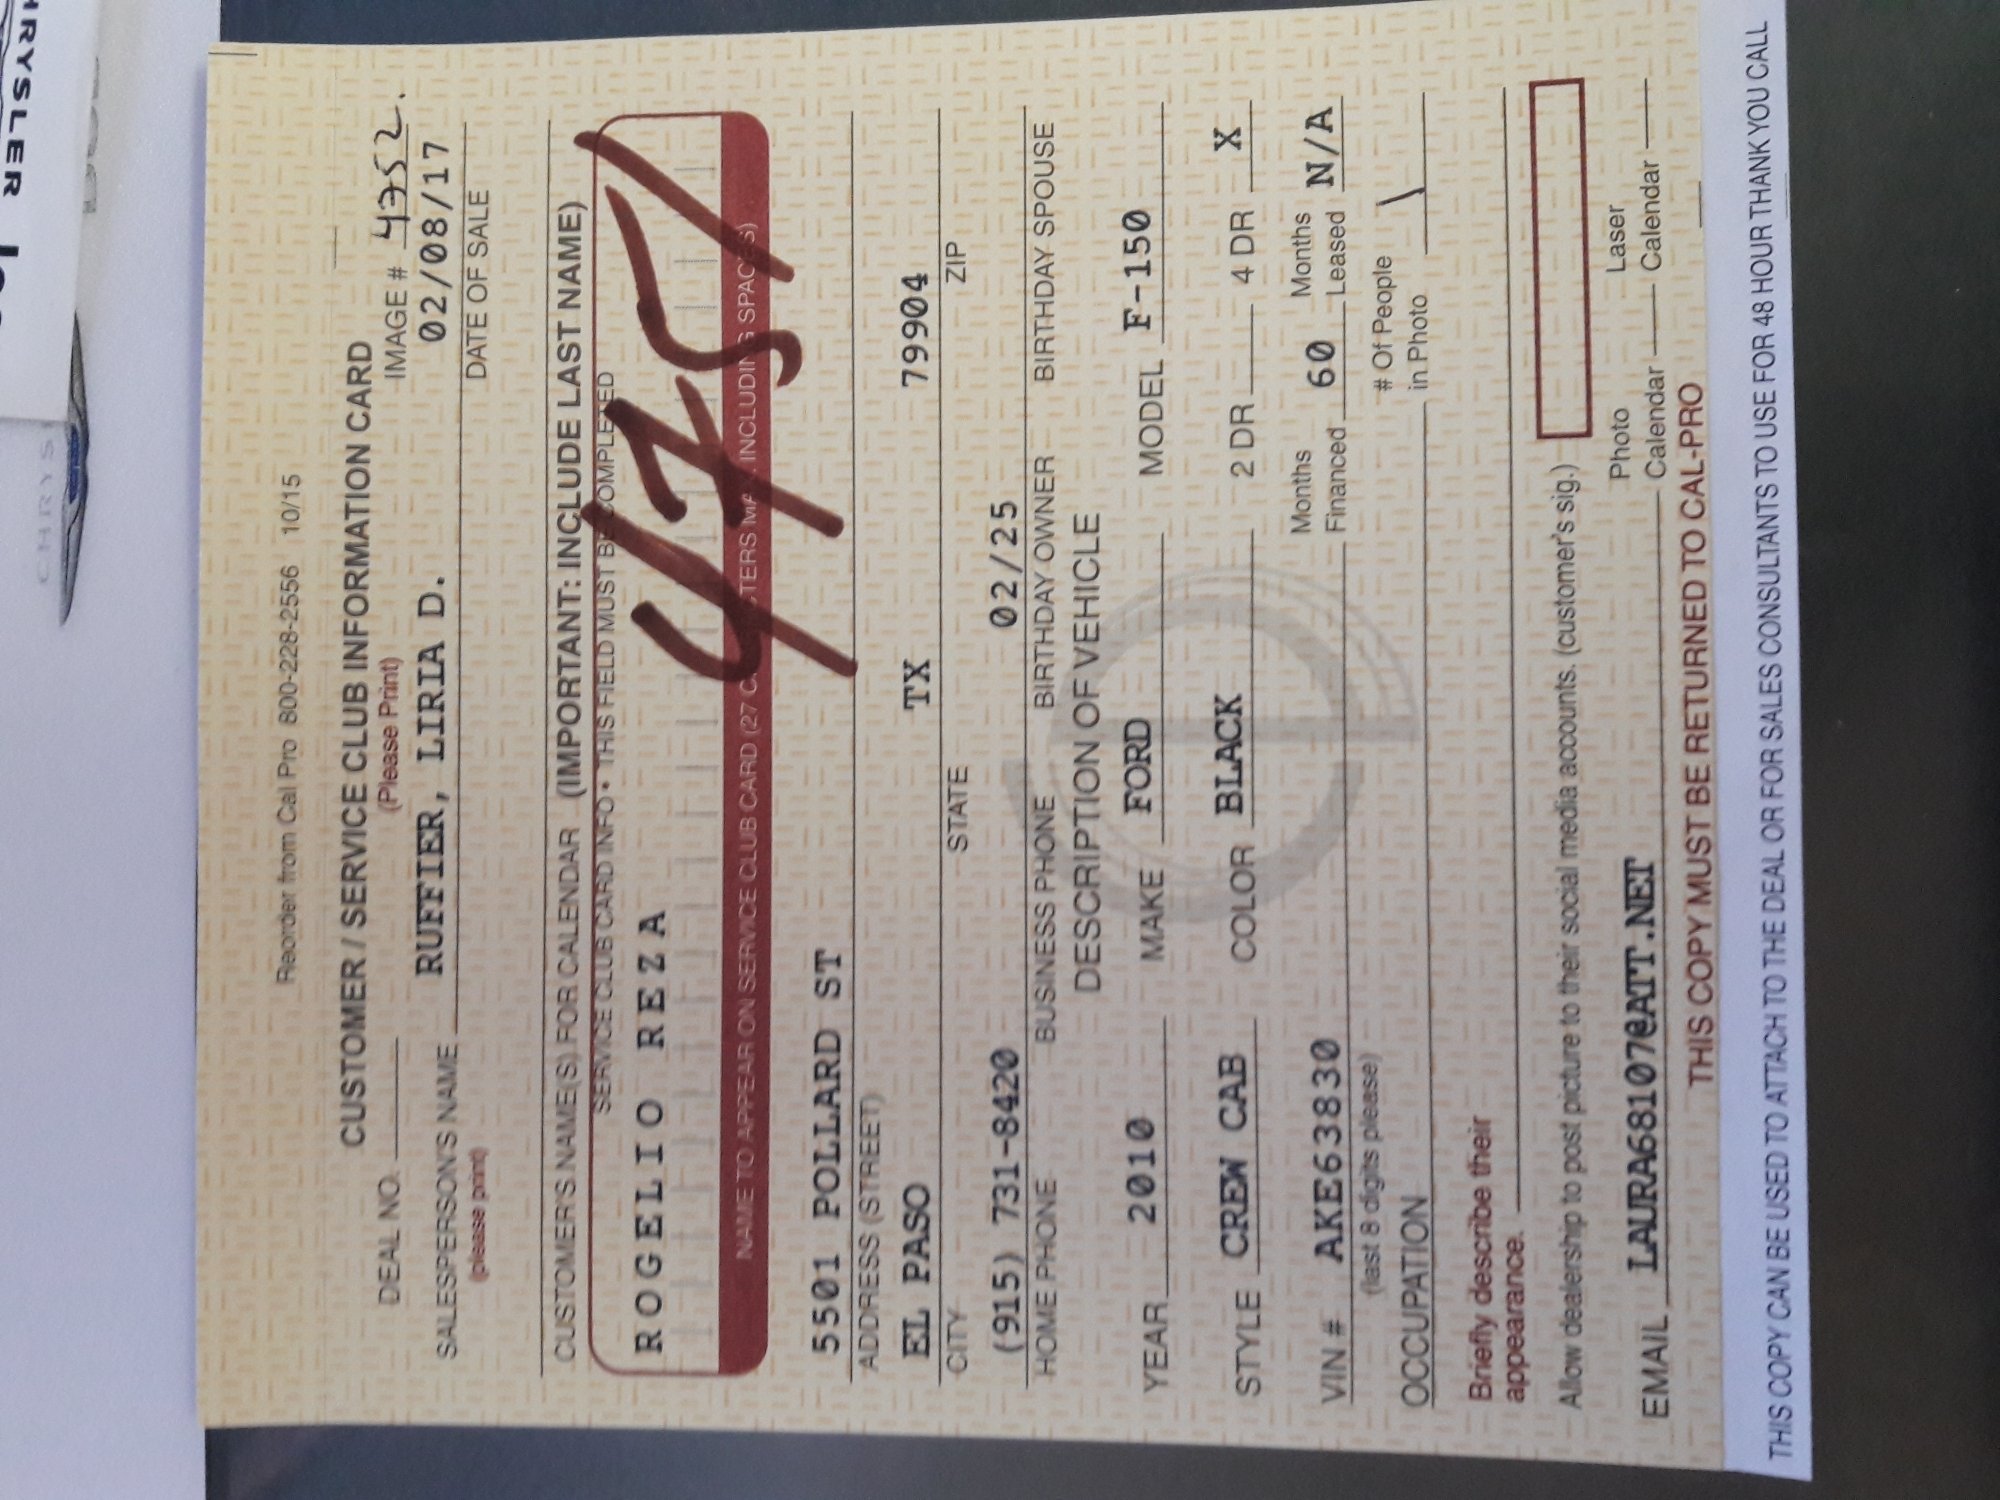 HRYSLER Jee
CHRYS
Reorder from Cal Pro 800-228-2556 10/15
CUSTOMER / SERVICE CLUB INFORMATION CARD
(Please Print)
DEAL NO. IMAGE # 4752.
SALESPERSON'S NAME RUFFIER, LIRIA D. 02/08/17
(please print) DATE OF SALE
CUSTOMER'S NAME(S) FOR CALENDAR (IMPORTANT: INCLUDE LAST NAME)
SERVICE CLUB CARD INFO • THIS FIELD MUST BE COMPLETED
ROGELIO REZA
4751
NAME TO APPEAR ON SERVICE CLUB CARD (27 C TERS MA INCLUDING SPACES)
5501 POLLARD ST
ADDRESS (STREET)
EL PASO TX 79904
CITY STATE ZIP
(915) 731-8420 02/25
HOME PHONE BUSINESS PHONE BIRTHDAY OWNER BIRTHDAY SPOUSE
DESCRIPTION OF VEHICLE
YEAR 2010 MAKE FORD MODEL F-150
STYLE CREW CAB COLOR BLACK 2 DR 4 DR X
VIN # AKE63830 Months Financed 60 Months Leased N/A
(last 8 digits please)
OCCUPATION # Of People in Photo 1
Briefly describe their
appearance.
Allow dealership to post picture to their social media accounts. (customer's sig.)
EMAIL LAURA68107@ATT.NET Photo Calendar Laser Calendar
THIS COPY MUST BE RETURNED TO CAL-PRO
THIS COPY CAN BE USED TO ATTACH TO THE DEAL OR FOR SALES CONSULTANTS TO USE FOR 48 HOUR THANK YOU CALL